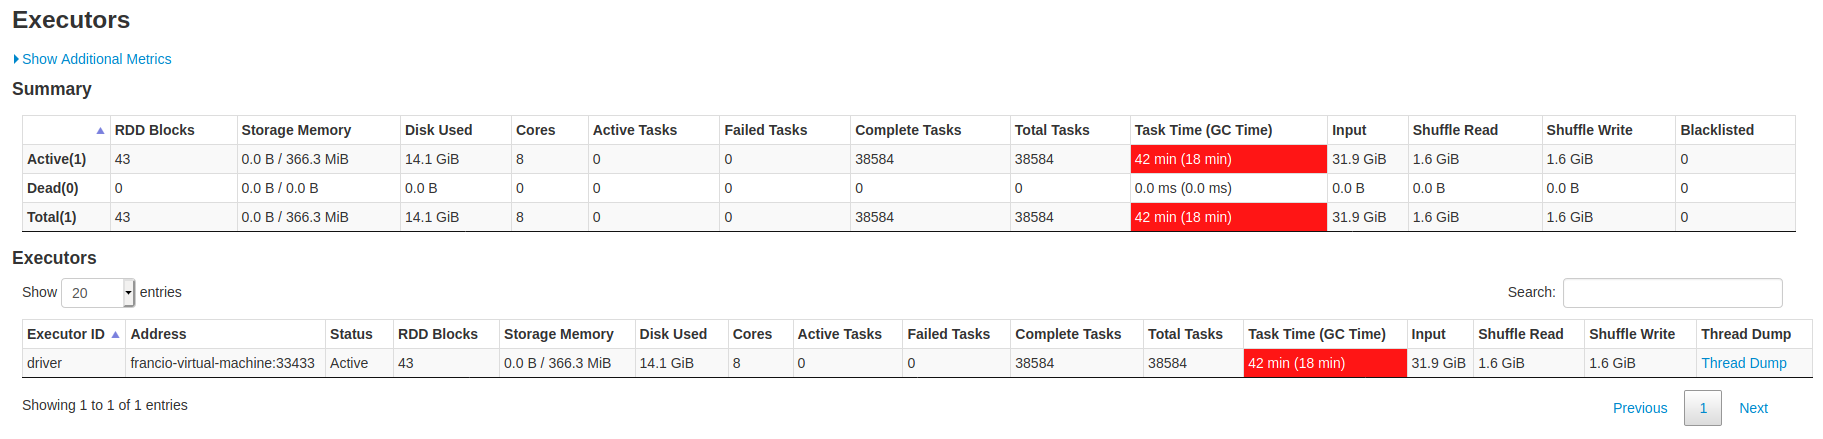 Executors
Show Additional Metrics
Summary
RDD Blocks Storage Memory Disk Used Cores Active Tasks Failed Tasks Complete Tasks Total Tasks Task Time (GC Time) Input Shuffle Read Shuffle Write Blacklisted
Active(1) 43 0.0 B / 366.3 MiB 14.1 GiB 8 0 0 38584 38584 42 min (18 min) 31.9 GiB 1.6 GiB 1.6 GiB 0
Dead(0) 0 0.0 B / 0.0 B 0.0 B 0 0 0 0 0 0.0 ms (0.0 ms) 0.0 B 0.0 B 0.0 B 0
Total(1) 43 0.0 B / 366.3 MiB 14.1 GiB 8 0 0 38584 38584 42 min (18 min) 31.9 GiB 1.6 GiB 1.6 GiB 0
Executors
Show 20 entries Search:
Executor ID Address Status RDD Blocks Storage Memory Disk Used Cores Active Tasks Failed Tasks Complete Tasks Total Tasks Task Time (GC Time) Input Shuffle Read Shuffle Write Thread Dump
driver francio-virtual-machine:33433 Active 43 0.0 B / 366.3 MiB 14.1 GiB 8 0 0 38584 38584 42 min (18 min) 31.9 GiB 1.6 GiB 1.6 GiB Thread Dump
Showing 1 to 1 of 1 entries Previous 1 Next